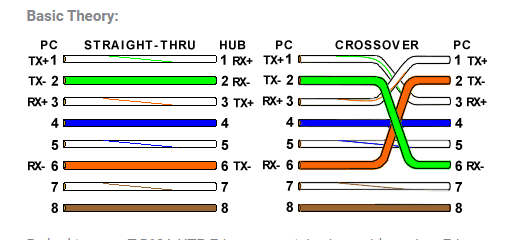 Basic Theory:
PC STRAIGHT-THRU HUB PC CROSSOVER PC
TX+ 1 1 RX+ TX+ 1 1 TX+
TX- 2 2 RX- TX- 2 2 TX-
RX+ 3 3 TX+ RX+ 3 3 RX+
4 4 4 4
5 5 5 5
RX- 6 6 TX- RX- 6 6 RX-
7 7 7 7
8 8 8 8